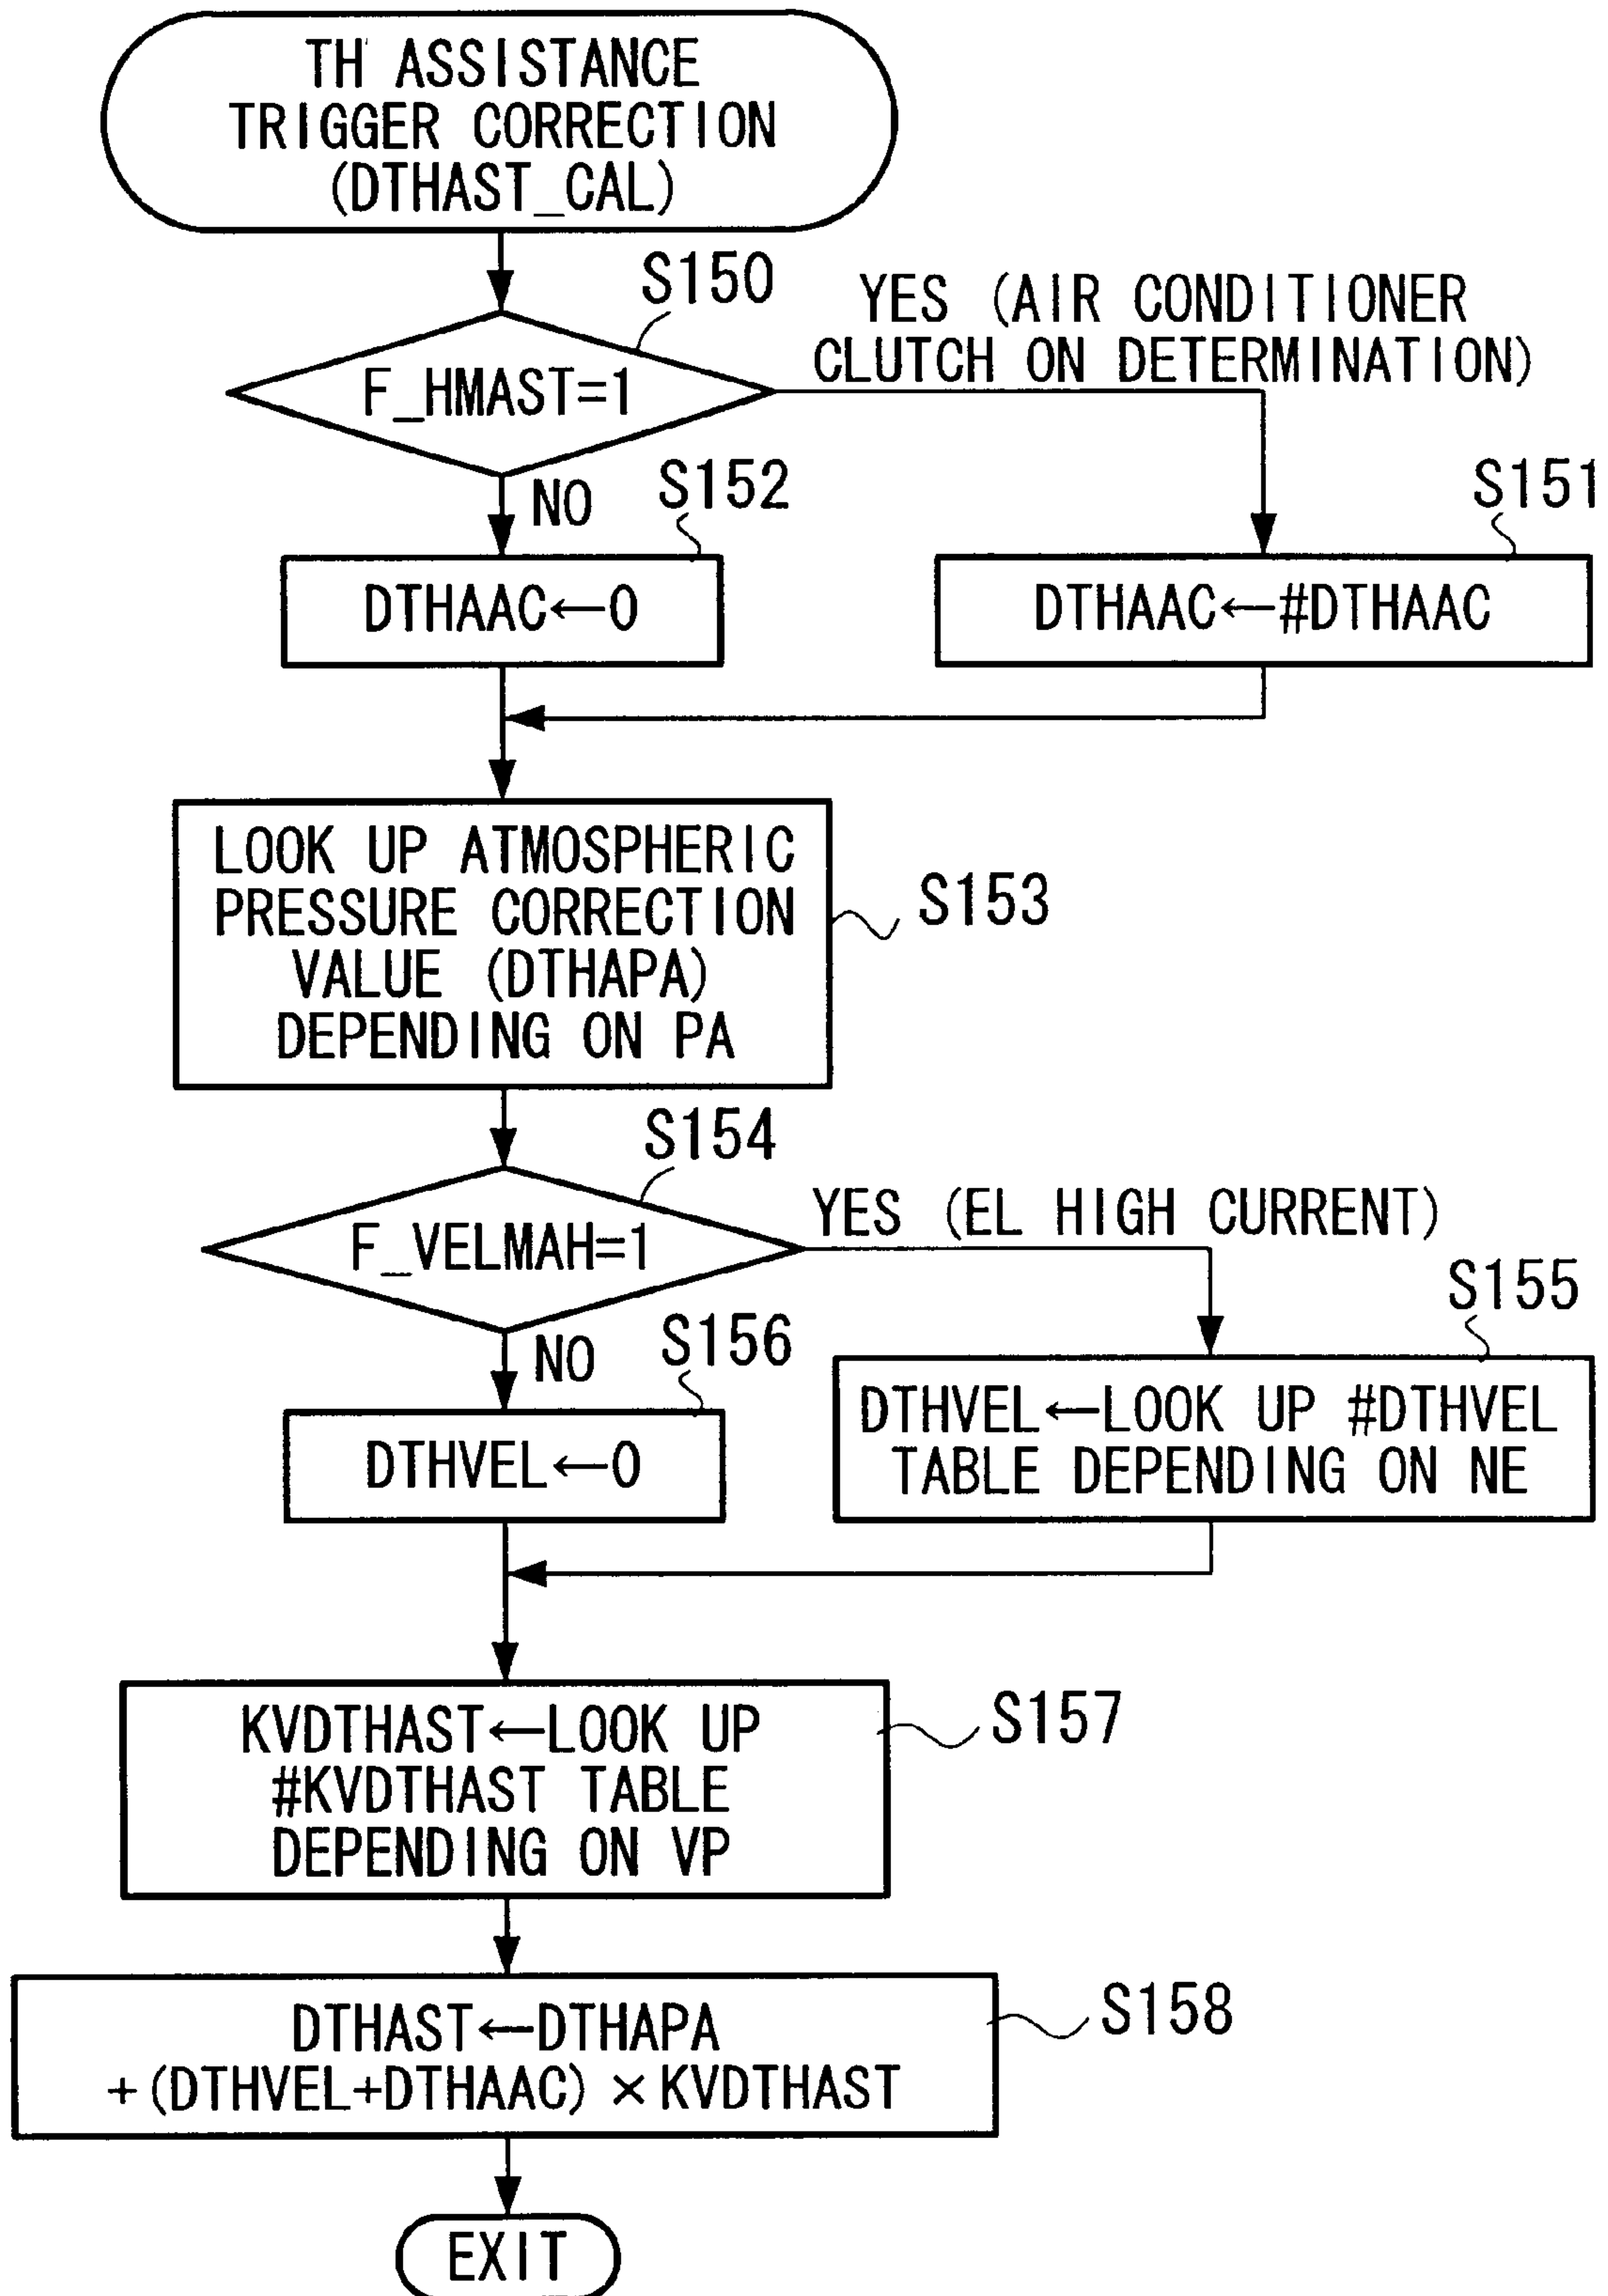 TH ASSISTANCE
TRIGGER CORRECTION
(DTHAST_CAL)
S150
YES (AIR CONDITIONER
CLUTCH ON DETERMINATION)
F_HMAST=1
NO
S152
S151
DTHAAC←0
DTHAAC←#DTHAAC
LOOK UP ATMOSPHERIC
PRESSURE CORRECTION
VALUE (DTHAPA)
DEPENDING ON PA
S153
S154
YES (EL HIGH CURRENT)
F_VELMAH=1
S155
NO
S156
DTHVEL←LOOK UP #DTHVEL
TABLE DEPENDING ON NE
DTHVEL←0
KVDTHAST←LOOK UP
#KVDTHAST TABLE
DEPENDING ON VP
S157
DTHAST←DTHAPA
+(DTHVEL+DTHAAC)×KVDTHAST
S158
EXIT